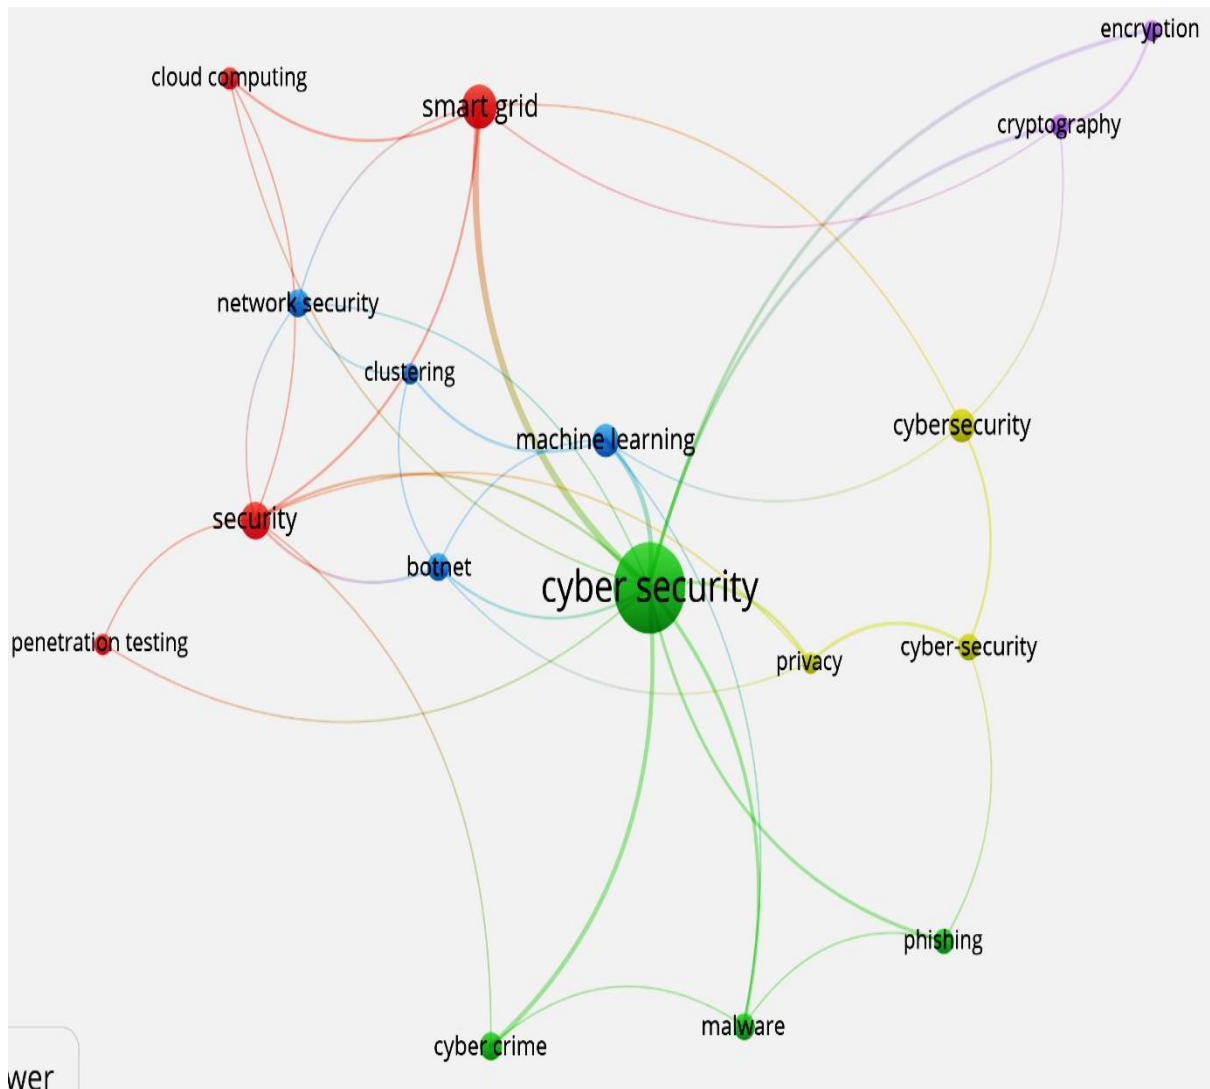 encryption
cloud computing
smart grid
cryptography
network security
clustering
cybersecurity
machine learning
security
botnet
cyber security
penetration testing
cyber-security
privacy
phishing
malware
cyber crime
wer